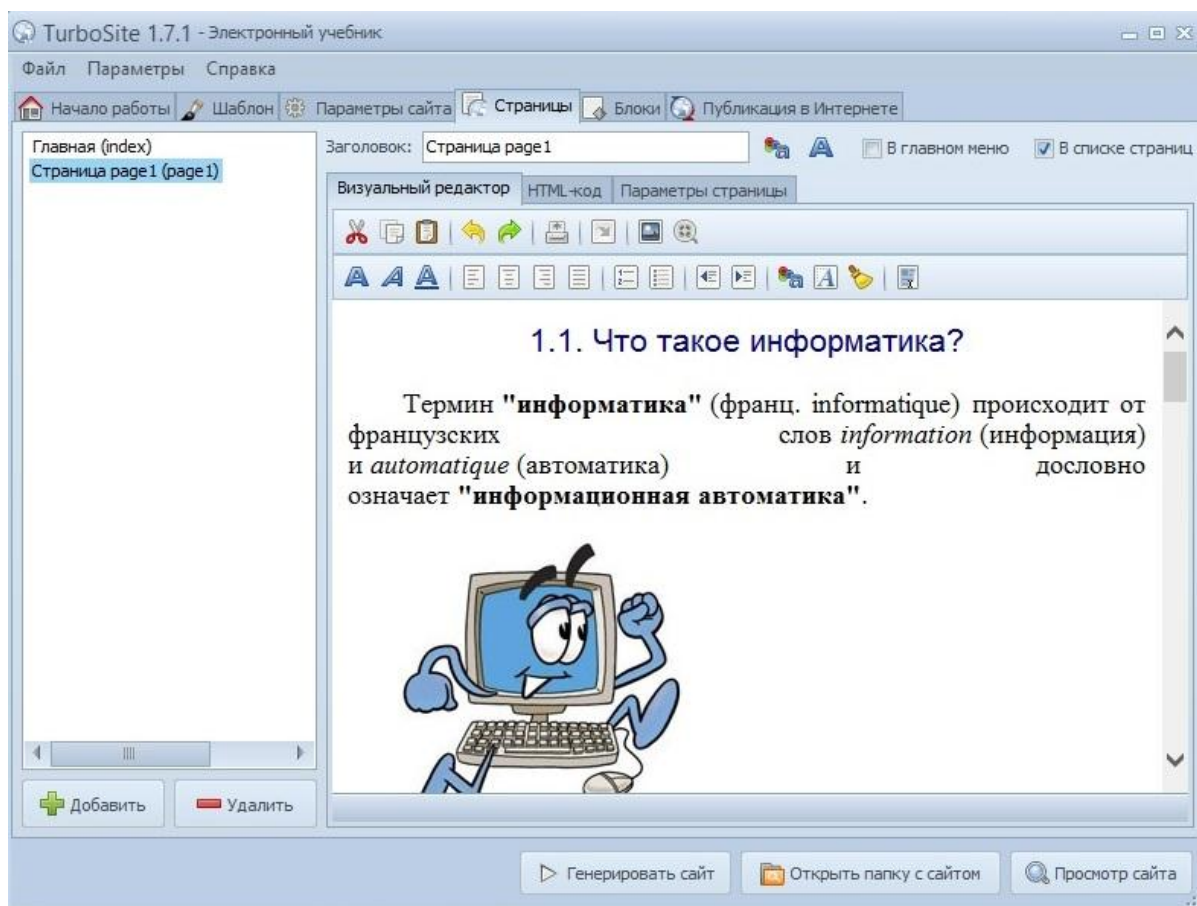 TurboSite 1.7.1 - Электронный учебник
Файл Параметры Справка
Начало работы Шаблон Параметры сайта Страницы Блоки Публикация в Интернете
Главная (index)
Страница page1 (page1)
Заголовок: Страница page1 В главном меню В списке страниц
Визуальный редактор HTML-код Параметры страницы
1.1. Что такое информатика?
Термин "информатика" (франц. informatique) происходит от
французских слов information (информация)
и automatique (автоматика) и дословно
означает "информационная автоматика".
Добавить Удалить
Генерировать сайт Открыть папку с сайтом Просмотр сайта